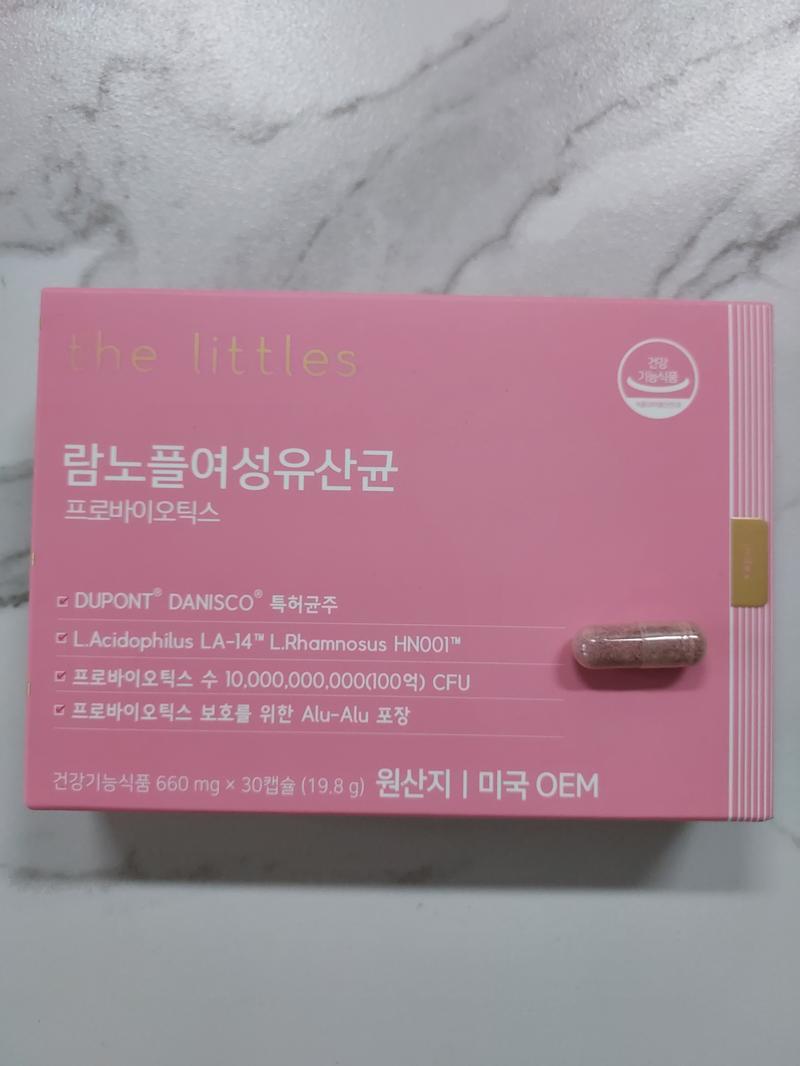 the littles
건강
기능식품
람노플여성유산균
프로바이오틱스
DUPONT® DANISCO® 특허균주
L.Acidophilus LA-14™ L.Rhamnosus HN001™
프로바이오틱스 수 10,000,000,000(100억) CFU
프로바이오틱스 보호를 위한 Alu-Alu 포장
건강기능식품 660 mg × 30캡슐 (19.8 g) 원산지 | 미국 OEM